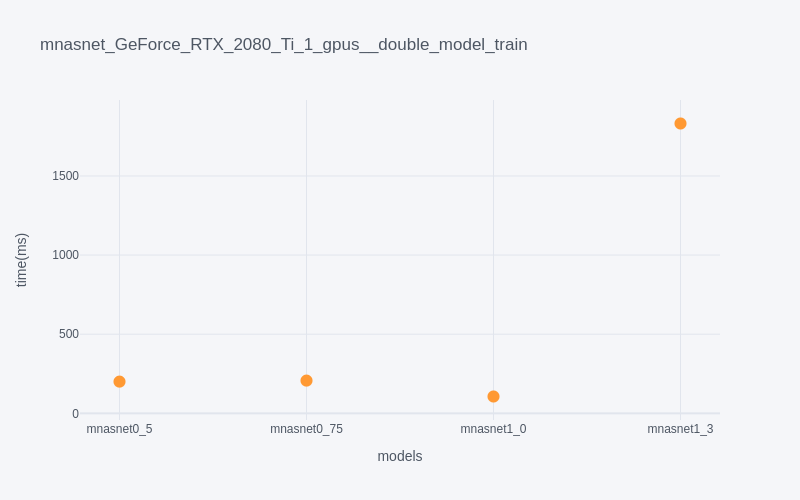 mnasnet_GeForce_RTX_2080_Ti_1_gpus__double_model_train
time(ms)
1500
1000
500
0
mnasnet0_5
mnasnet0_75
mnasnet1_0
mnasnet1_3
models